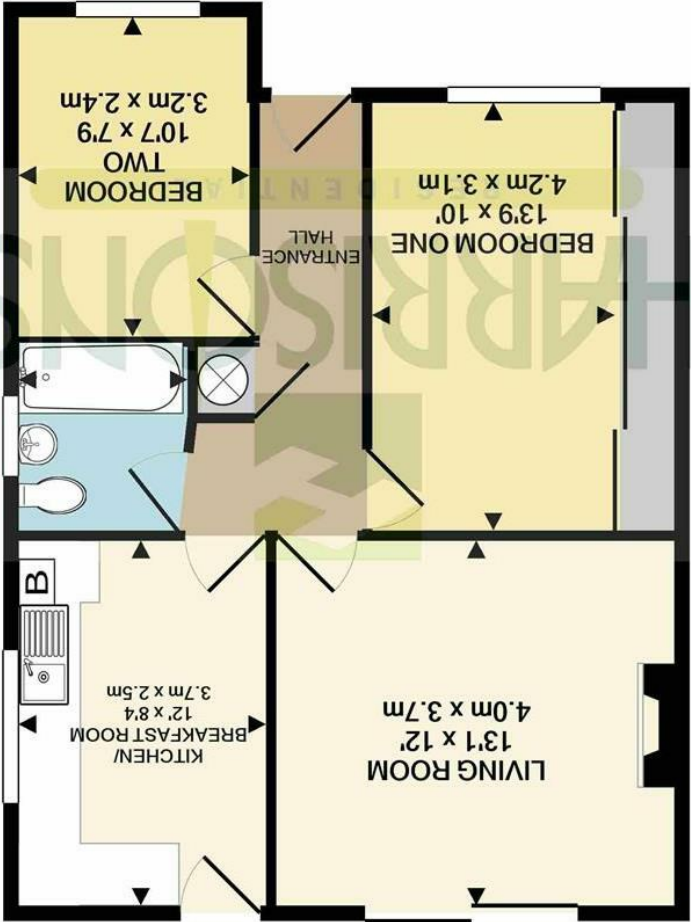 LIVING ROOM
13'1 x 12'
4.0m x 3.7m
KITCHEN/
BREAKFAST ROOM
12' x 8'4
3.7m x 2.5m
B
BEDROOM ONE
13'9 x 10'
4.2m x 3.1m
ENTRANCE
HALL
BEDROOM
TWO
10'7 x 7'9
3.2m x 2.4m
HARRISONS
RESIDENTIAL